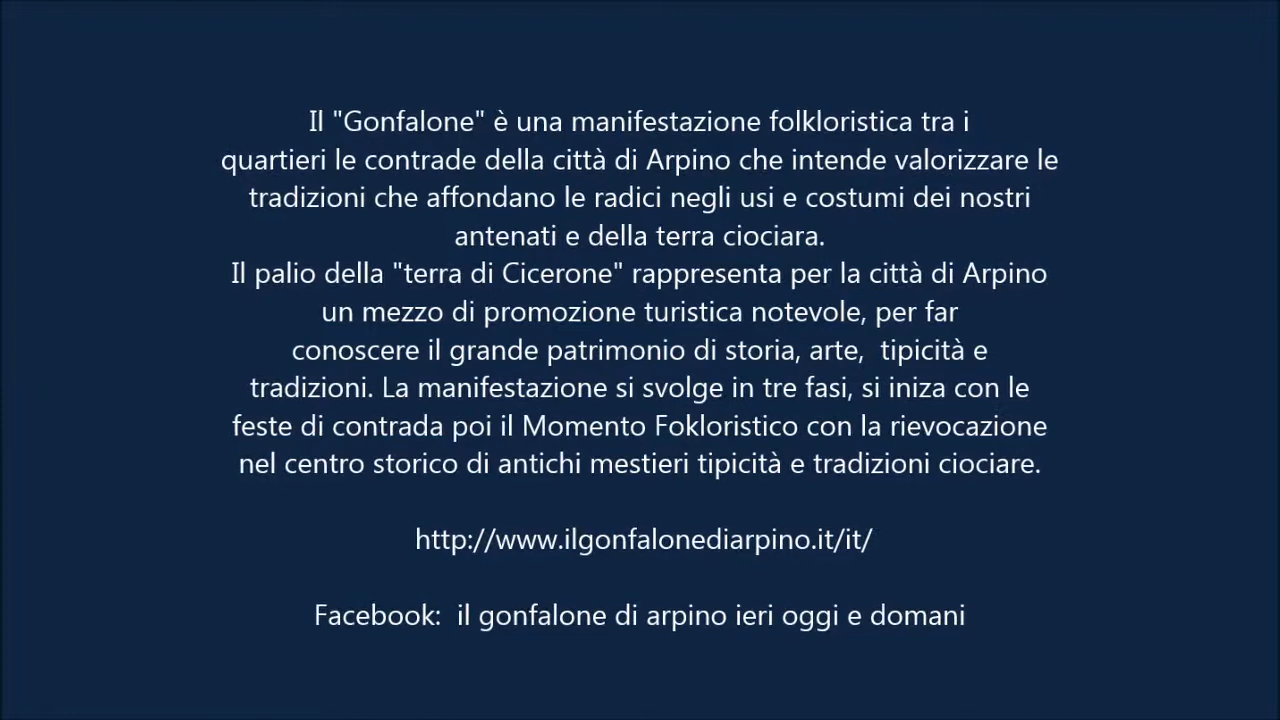 Il "Gonfalone" è una manifestazione folkloristica tra i
quartieri le contrade della città di Arpino che intende valorizzare le
tradizioni che affondano le radici negli usi e costumi dei nostri
antenati e della terra ciociara.
Il palio della "terra di Cicerone" rappresenta per la città di Arpino
un mezzo di promozione turistica notevole, per far
conoscere il grande patrimonio di storia, arte,  tipicità e
tradizioni. La manifestazione si svolge in tre fasi, si iniza con le
feste di contrada poi il Momento Fokloristico con la rievocazione
nel centro storico di antichi mestieri tipicità e tradizioni ciociare.
http://www.ilgonfalonediarpino.it/it/
Facebook:  il gonfalone di arpino ieri oggi e domani